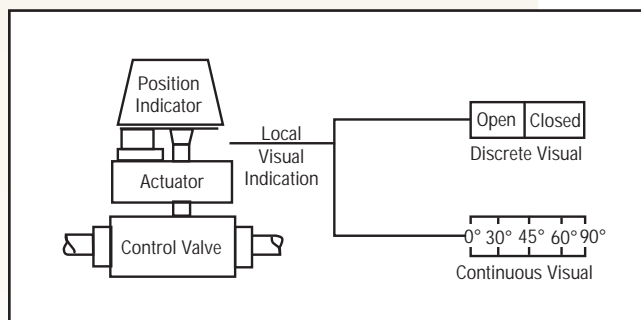 Position
Indicator
Actuator
Control Valve
Local
Visual
Indication
Open Closed
Discrete Visual
0° 30° 45° 60° 90°
Continuous Visual